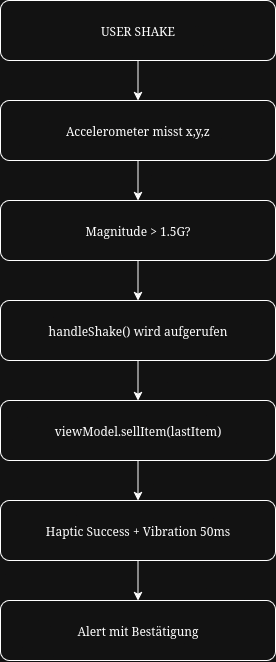 USER SHAKE
Accelerometer misst x,y,z
Magnitude > 1.5G?
handleShake() wird aufgerufen
viewModel.sellItem(lastItem)
Haptic Success + Vibration 50ms
Alert mit Bestätigung